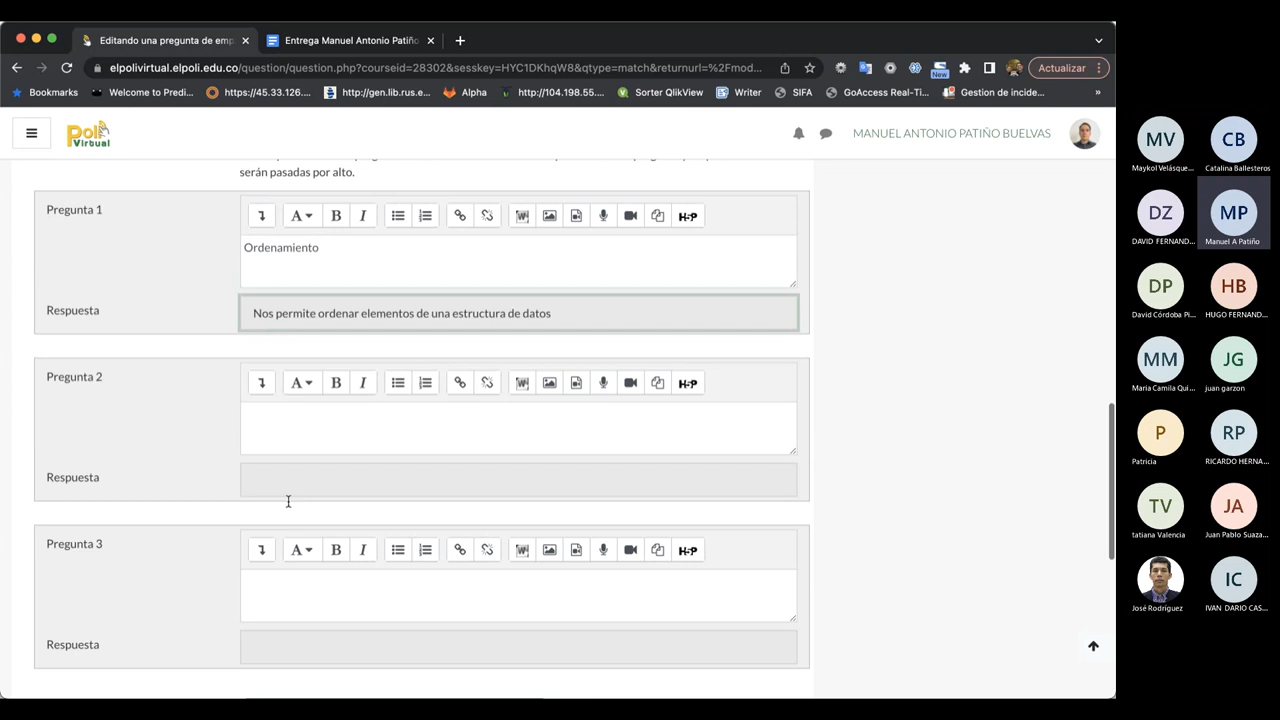 Editando una pregunta de emp
Entrega Manuel Antonio Patiño
elpolivirtual.elpoli.edu.co/question/question.php?courseid=28302&sesskey=HYC1DKhqW8&qtype=match&returnurl=%2Fmod...
New
Actualizar
Bookmarks
Welcome to Predi...
https://45.33.126....
http://gen.lib.rus.e...
Alpha
http://104.198.55....
Sorter QlikView
Writer
SIFA
GoAccess Real-Ti...
Gestion de incide...
»
Poli
Virtual
MANUEL ANTONIO PATIÑO BUELVAS
serán pasadas por alto.
Pregunta 1
A B I H-P
Ordenamiento
Respuesta
Nos permite ordenar elementos de una estructura de datos
Pregunta 2
A B I H-P
Respuesta
Pregunta 3
A B I H-P
Respuesta
MV
Maykol Velásque...
CB
Catalina Ballesteros
DZ
DAVID FERNAND...
MP
Manuel A Patiño
DP
David Córdoba Pi...
HB
HUGO FERNAND...
MM
Maria Camila Qui...
JG
juan garzon
P
Patricia
RP
RICARDO HERNA...
TV
tatiana Valencia
JA
Juan Pablo Suaza...
José Rodríguez
IC
IVAN DARIO CAS...